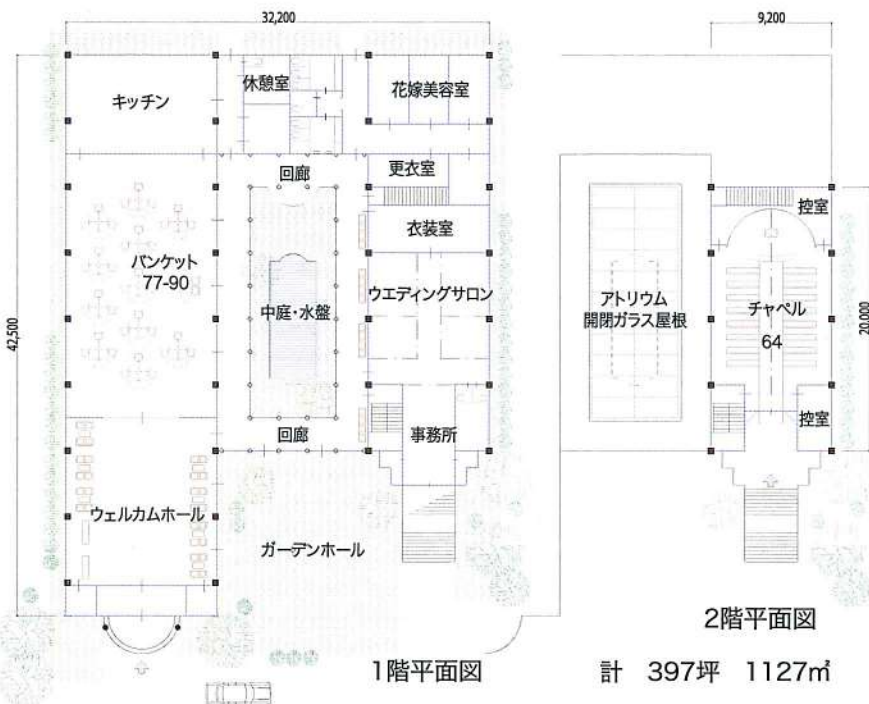 32,200
9,200
キッチン
休憩室
花嫁美容室
回廊
更衣室
控室
衣装室
バンケット
77-90
中庭・水盤
ウエディングサロン
アトリウム
開閉ガラス屋根
チャペル
64
42,500
20,000
回廊
事務所
控室
ウェルカムホール
ガーデンホール
2階平面図
1階平面図
計 397坪 1127㎡